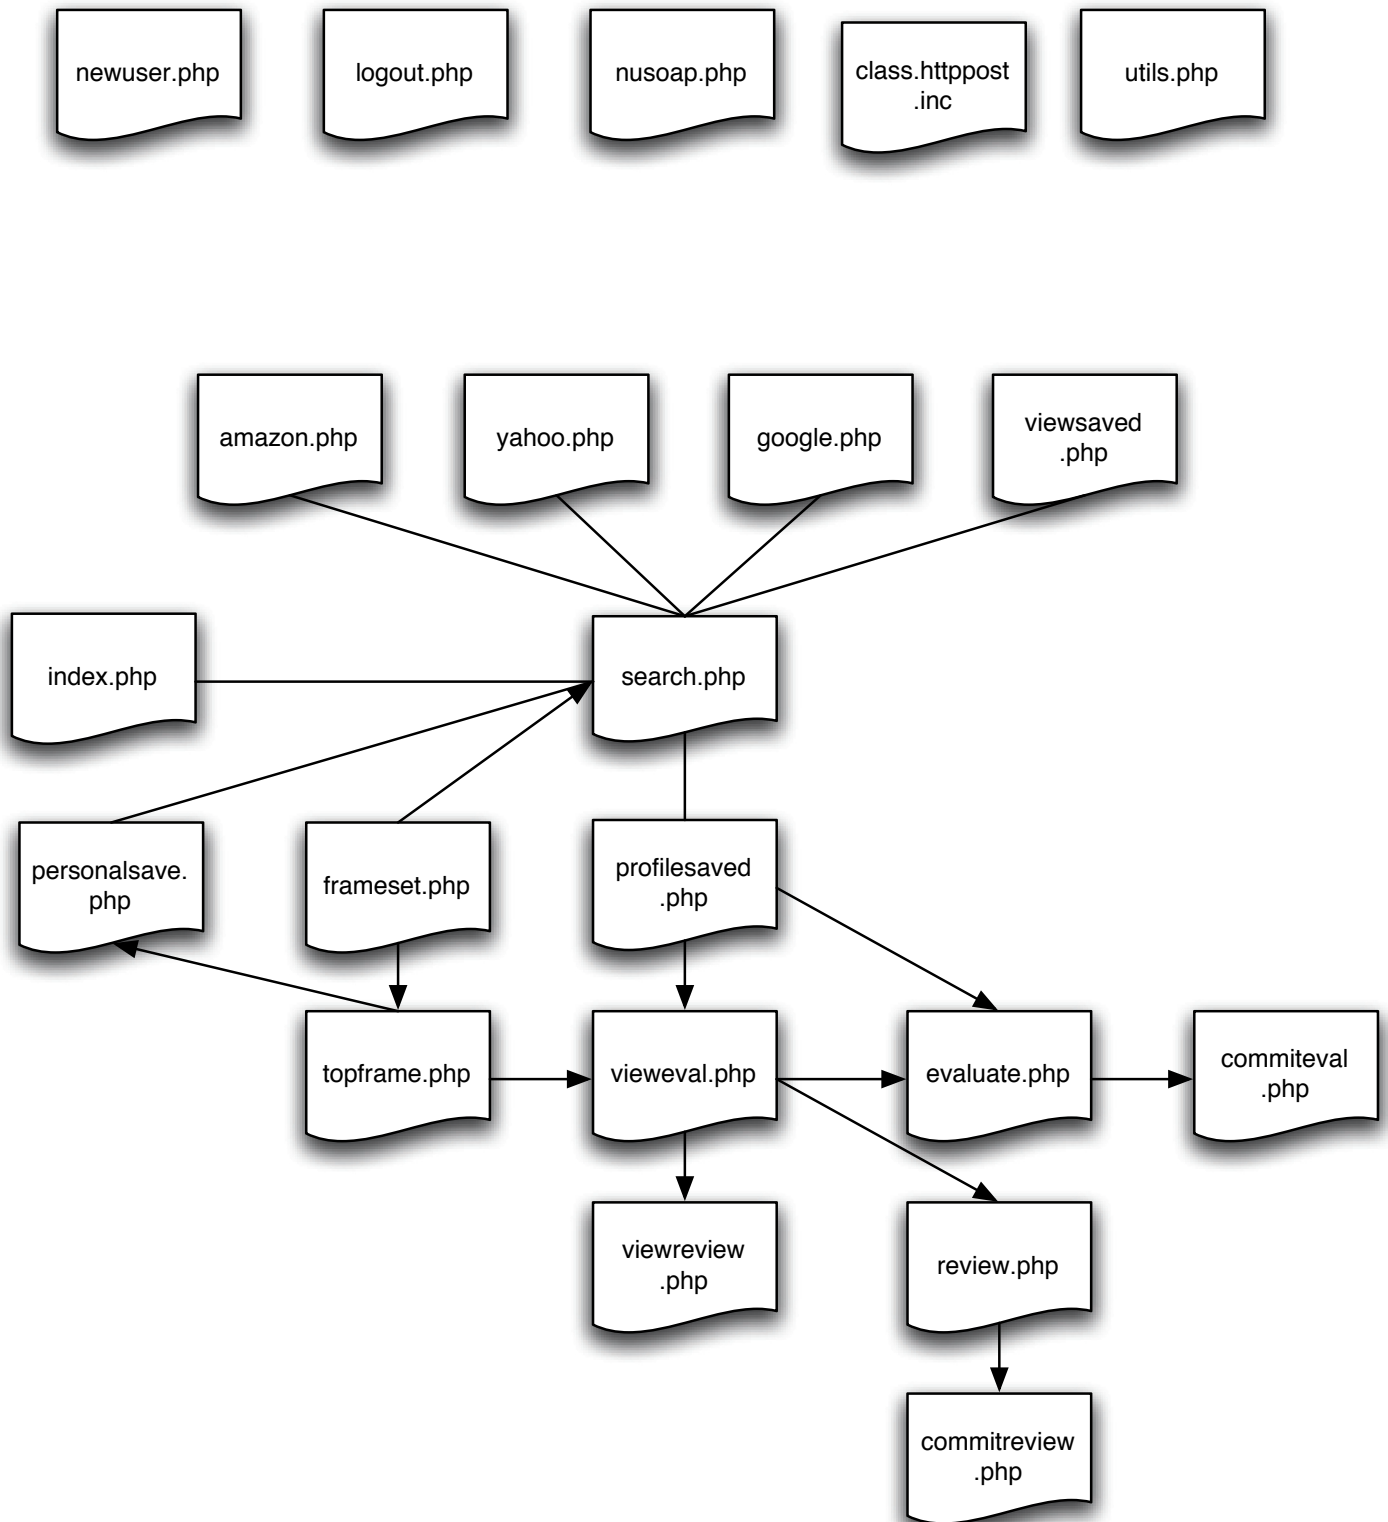 newuser.php
logout.php
nusoap.php
class.httppost
.inc
utils.php
amazon.php
yahoo.php
google.php
viewsaved
.php
index.php
search.php
personalsave.
php
frameset.php
profilesaved
.php
topframe.php
vieweval.php
evaluate.php
commiteval
.php
viewreview
.php
review.php
commitreview
.php